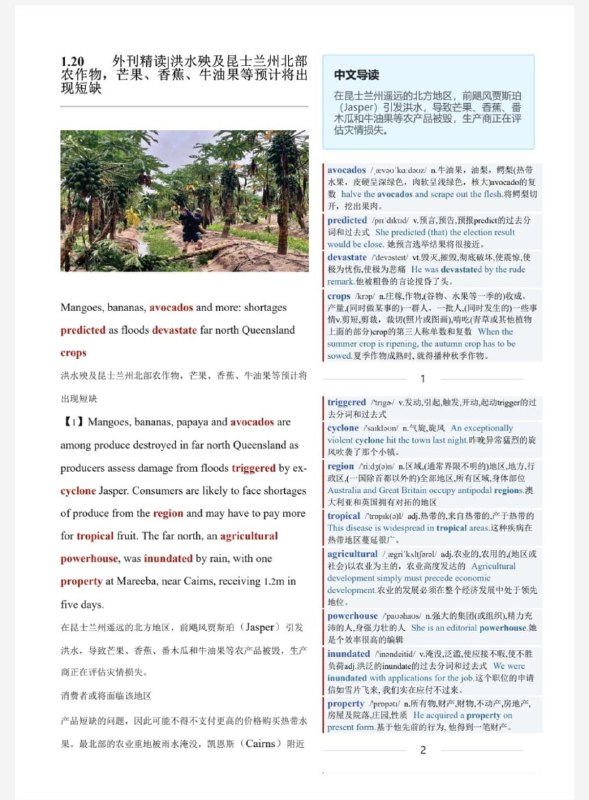 1.20 外刊精读|洪水殃及昆士兰州北部
农作物，芒果、香蕉、牛油果等预计将出
现短缺
Mangoes, bananas, avocados and more: shortages
predicted as floods devastate far north Queensland
crops
洪水殃及昆士兰州北部农作物，芒果、香蕉、牛油果等预计将
出现短缺
【1】Mangoes, bananas, papaya and avocados are
among produce destroyed in far north Queensland as
producers assess damage from floods triggered by ex-
cyclone Jasper. Consumers are likely to face shortages
of produce from the region and may have to pay more
for tropical fruit. The far north, an agricultural
powerhouse, was inundated by rain, with one
property at Mareeba, near Cairns, receiving 1.2m in
five days.
在昆士兰州遥远的北方地区，前飓风贾斯珀（Jasper）引发
洪水，导致芒果、香蕉、番木瓜和牛油果等农产品被毁，生产
商正在评估灾情损失。
消费者或将面临该地区
产品短缺的问题，因此可能不得不支付更高的价格购买热带水
果。最北部的农业重地被雨水淹没，凯恩斯（Cairns）附近
中文导读
在昆士兰州遥远的北方地区，前飓风贾斯珀
（Jasper）引发洪水，导致芒果、香蕉、番
木瓜和牛油果等农产品被毁，生产商正在评
估灾情损失。
avocados /ˌævəʊˈkɑːdəʊz/ n.牛油果，油梨，鳄梨(热带
水果，皮硬呈深绿色，肉软呈浅绿色，核大)avocado的复
数 halve the avocados and scrape out the flesh.将鳄梨切
开，挖出果肉。
predicted /prɪˈdɪktɪd/ v.预言,预告,预报predict的过去分
词和过去式 She predicted (that) the election result
would be close. 她预言选举结果将很接近。
devastate /ˈdevəsteɪt/ vt.毁灭,摧毁,彻底破坏,使震惊,使
极为忧伤,使极为悲痛 He was devastated by the rude
remark.他被粗鲁的言论搅昏了头。
crops /krɒp/ n.庄稼,作物,(谷物、水果等一季的)收成,
产量,(同时做某事的)一群人，一批人,(同时发生的)一些事
情v.剪短,剪裁，裁切(照片或图画),啃吃(青草或其他植物
上面的部分)crop的第三人称单数和复数 When the
summer crop is ripening, the autumn crop has to be
sowed.夏季作物成熟时, 就得播种秋季作物。
1
triggered /ˈtrɪɡə/ v.发动,引起,触发,开动,起动trigger的过
去分词和过去式
cyclone /ˈsaɪkləʊn/ n.气旋,旋风 An exceptionally
violent cyclone hit the town last night.昨晚异常猛烈的旋
风吹袭了那个小镇。
region /ˈriːdʒ(ə)n/ n.区域,(通常界限不明的)地区,地方,行
政区,(一国除首都以外的)全部地区,所有区域,身体部位
Australia and Great Britain occupy antipodal regions.澳
大利亚和英国拥有对拓的地区
tropical /ˈtrɒpɪk(ə)l/ adj.热带的,来自热带的,产于热带的
This disease is widespread in tropical areas.这种疾病在
热带地区蔓延很广。
agricultural /ˌæɡrɪˈkʌltʃərəl/ adj.农业的,农用的,(地区或
社会)以农业为主的，农业高度发达的 Agricultural
development simply must precede economic
development.农业的发展必须在整个经济发展中处于领先
地位。
powerhouse /ˈpaʊəhaʊs/ n.强大的集团(或组织),精力充
沛的人,身强力壮的人 She is an editorial powerhouse.她
是个效率很高的编辑
inundated /ˈɪnəndeɪtɪd/ v.淹没,泛滥,使应接不暇,使不胜
负荷adj.洪泛的inundate的过去分词和过去式 We were
inundated with applications for the job.这个职位的申请
信如雪片飞来, 我们实在应付不过来。
property /ˈprɒpəti/ n.所有物,财产,财物,不动产,房地产,
房屋及院落,庄园,性质 He acquired a property on
present form.基于他先前的行为, 他得到一笔财产。
2